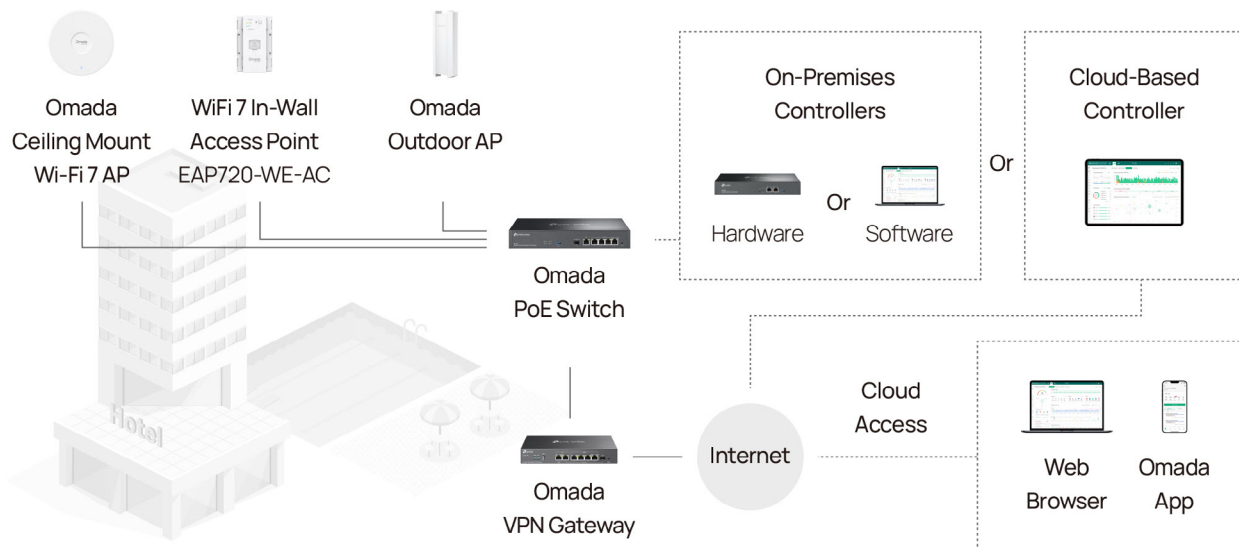 Omada
Ceiling Mount
Wi-Fi 7 AP
WiFi 7 In-Wall
Access Point
EAP720-WE-AC
Omada
Outdoor AP
On-Premises
Controllers
Hardware
Or
Software
Or
Cloud-Based
Controller
Omada
PoE Switch
Hotel
Omada
VPN Gateway
Internet
Cloud
Access
Web
Browser
Omada
App